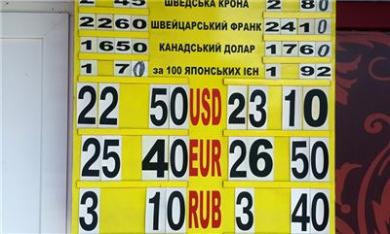 2 45 ШВЕДСЬКА КРОНА 2 80
2260 ШВЕЙЦАРСЬКИЙ ФРАНК 2410
1650 КАНАДСЬКИЙ ДОЛАР 1760
1 70 за 100 ЯПОНСЬКИХ ІЄН 1 92
22 50 USD 23 10
25 40 EUR 26 50
3 10 RUB 3 40